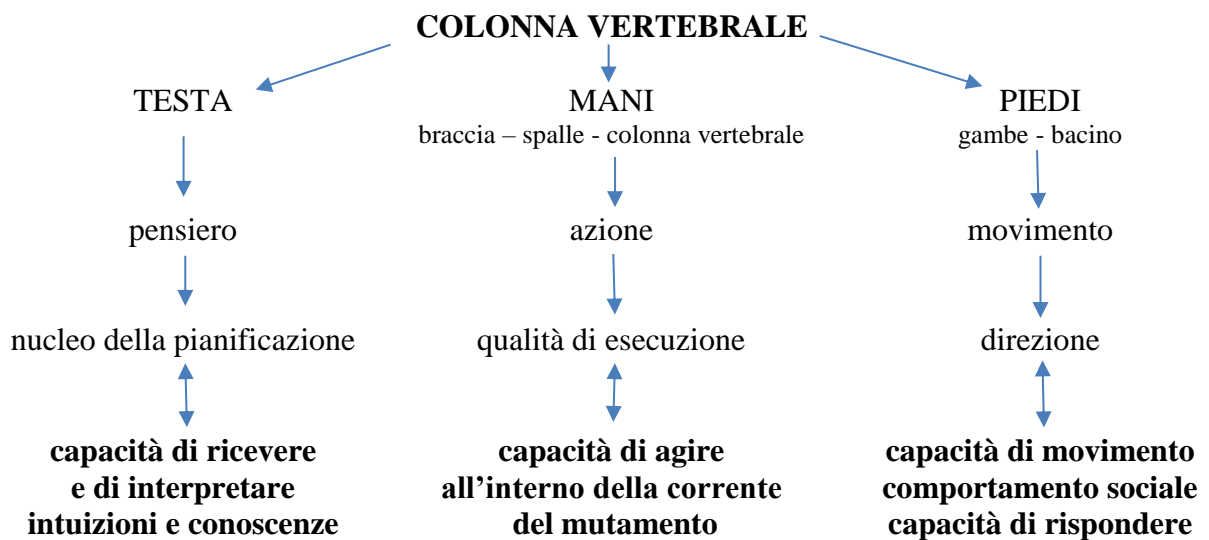 COLONNA VERTEBRALE
TESTA
MANI
PIEDI
braccia – spalle - colonna vertebrale
gambe - bacino
pensiero
azione
movimento
nucleo della pianificazione
qualità di esecuzione
direzione
capacità di ricevere
e di interpretare
intuizioni e conoscenze
capacità di agire
all’interno della corrente
del mutamento
capacità di movimento
comportamento sociale
capacità di rispondere